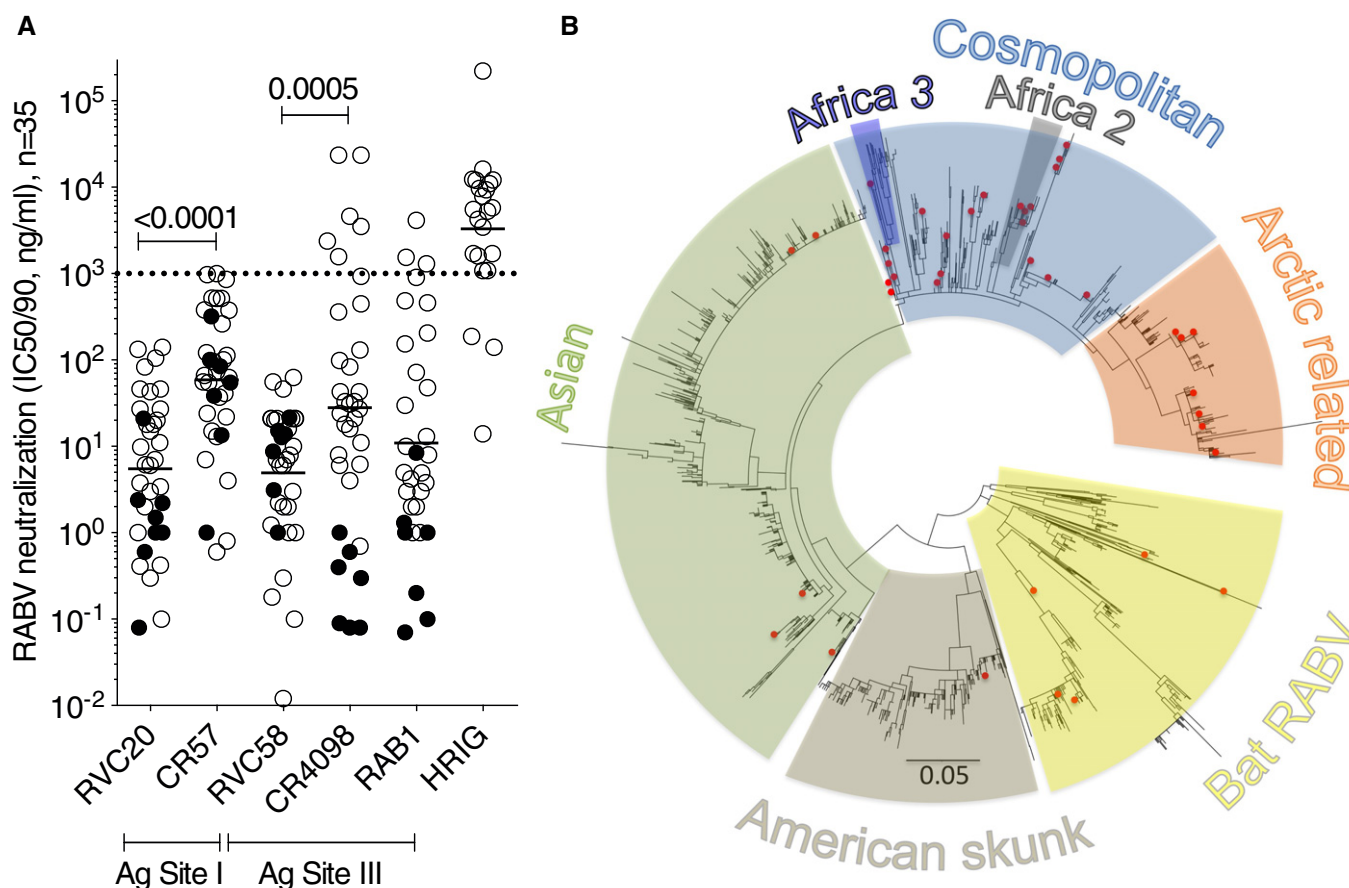 A
RABV neutralization (IC50/90, ng/ml), n=35
10^5
10^4
10^3
10^2
10^1
10^0
10^-1
10^-2
<0.0001
0.0005
RVC20
CR57
RVC58
CR4098
RAB1
HRIG
Ag Site I
Ag Site III
B
Cosmopolitan
Africa 3
Africa 2
Arctic related
Asian
Bat RABV
American skunk
0.05